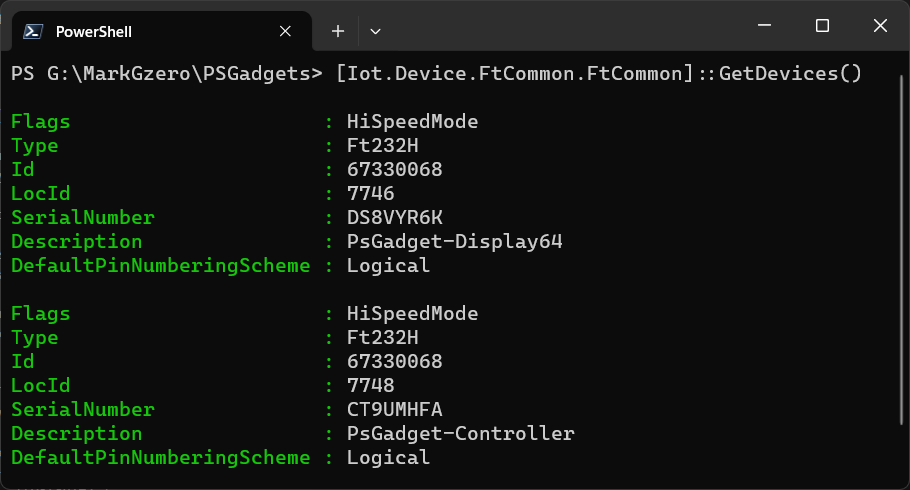 PowerShell
PS G:\MarkGzero\PSGadgets> [Iot.Device.FtCommon.FtCommon]::GetDevices()
Flags : HiSpeedMode
Type : Ft232H
Id : 67330068
LocId : 7746
SerialNumber : DS8VYR6K
Description : PsGadget-Display64
DefaultPinNumberingScheme : Logical
Flags : HiSpeedMode
Type : Ft232H
Id : 67330068
LocId : 7748
SerialNumber : CT9UMHFA
Description : PsGadget-Controller
DefaultPinNumberingScheme : Logical